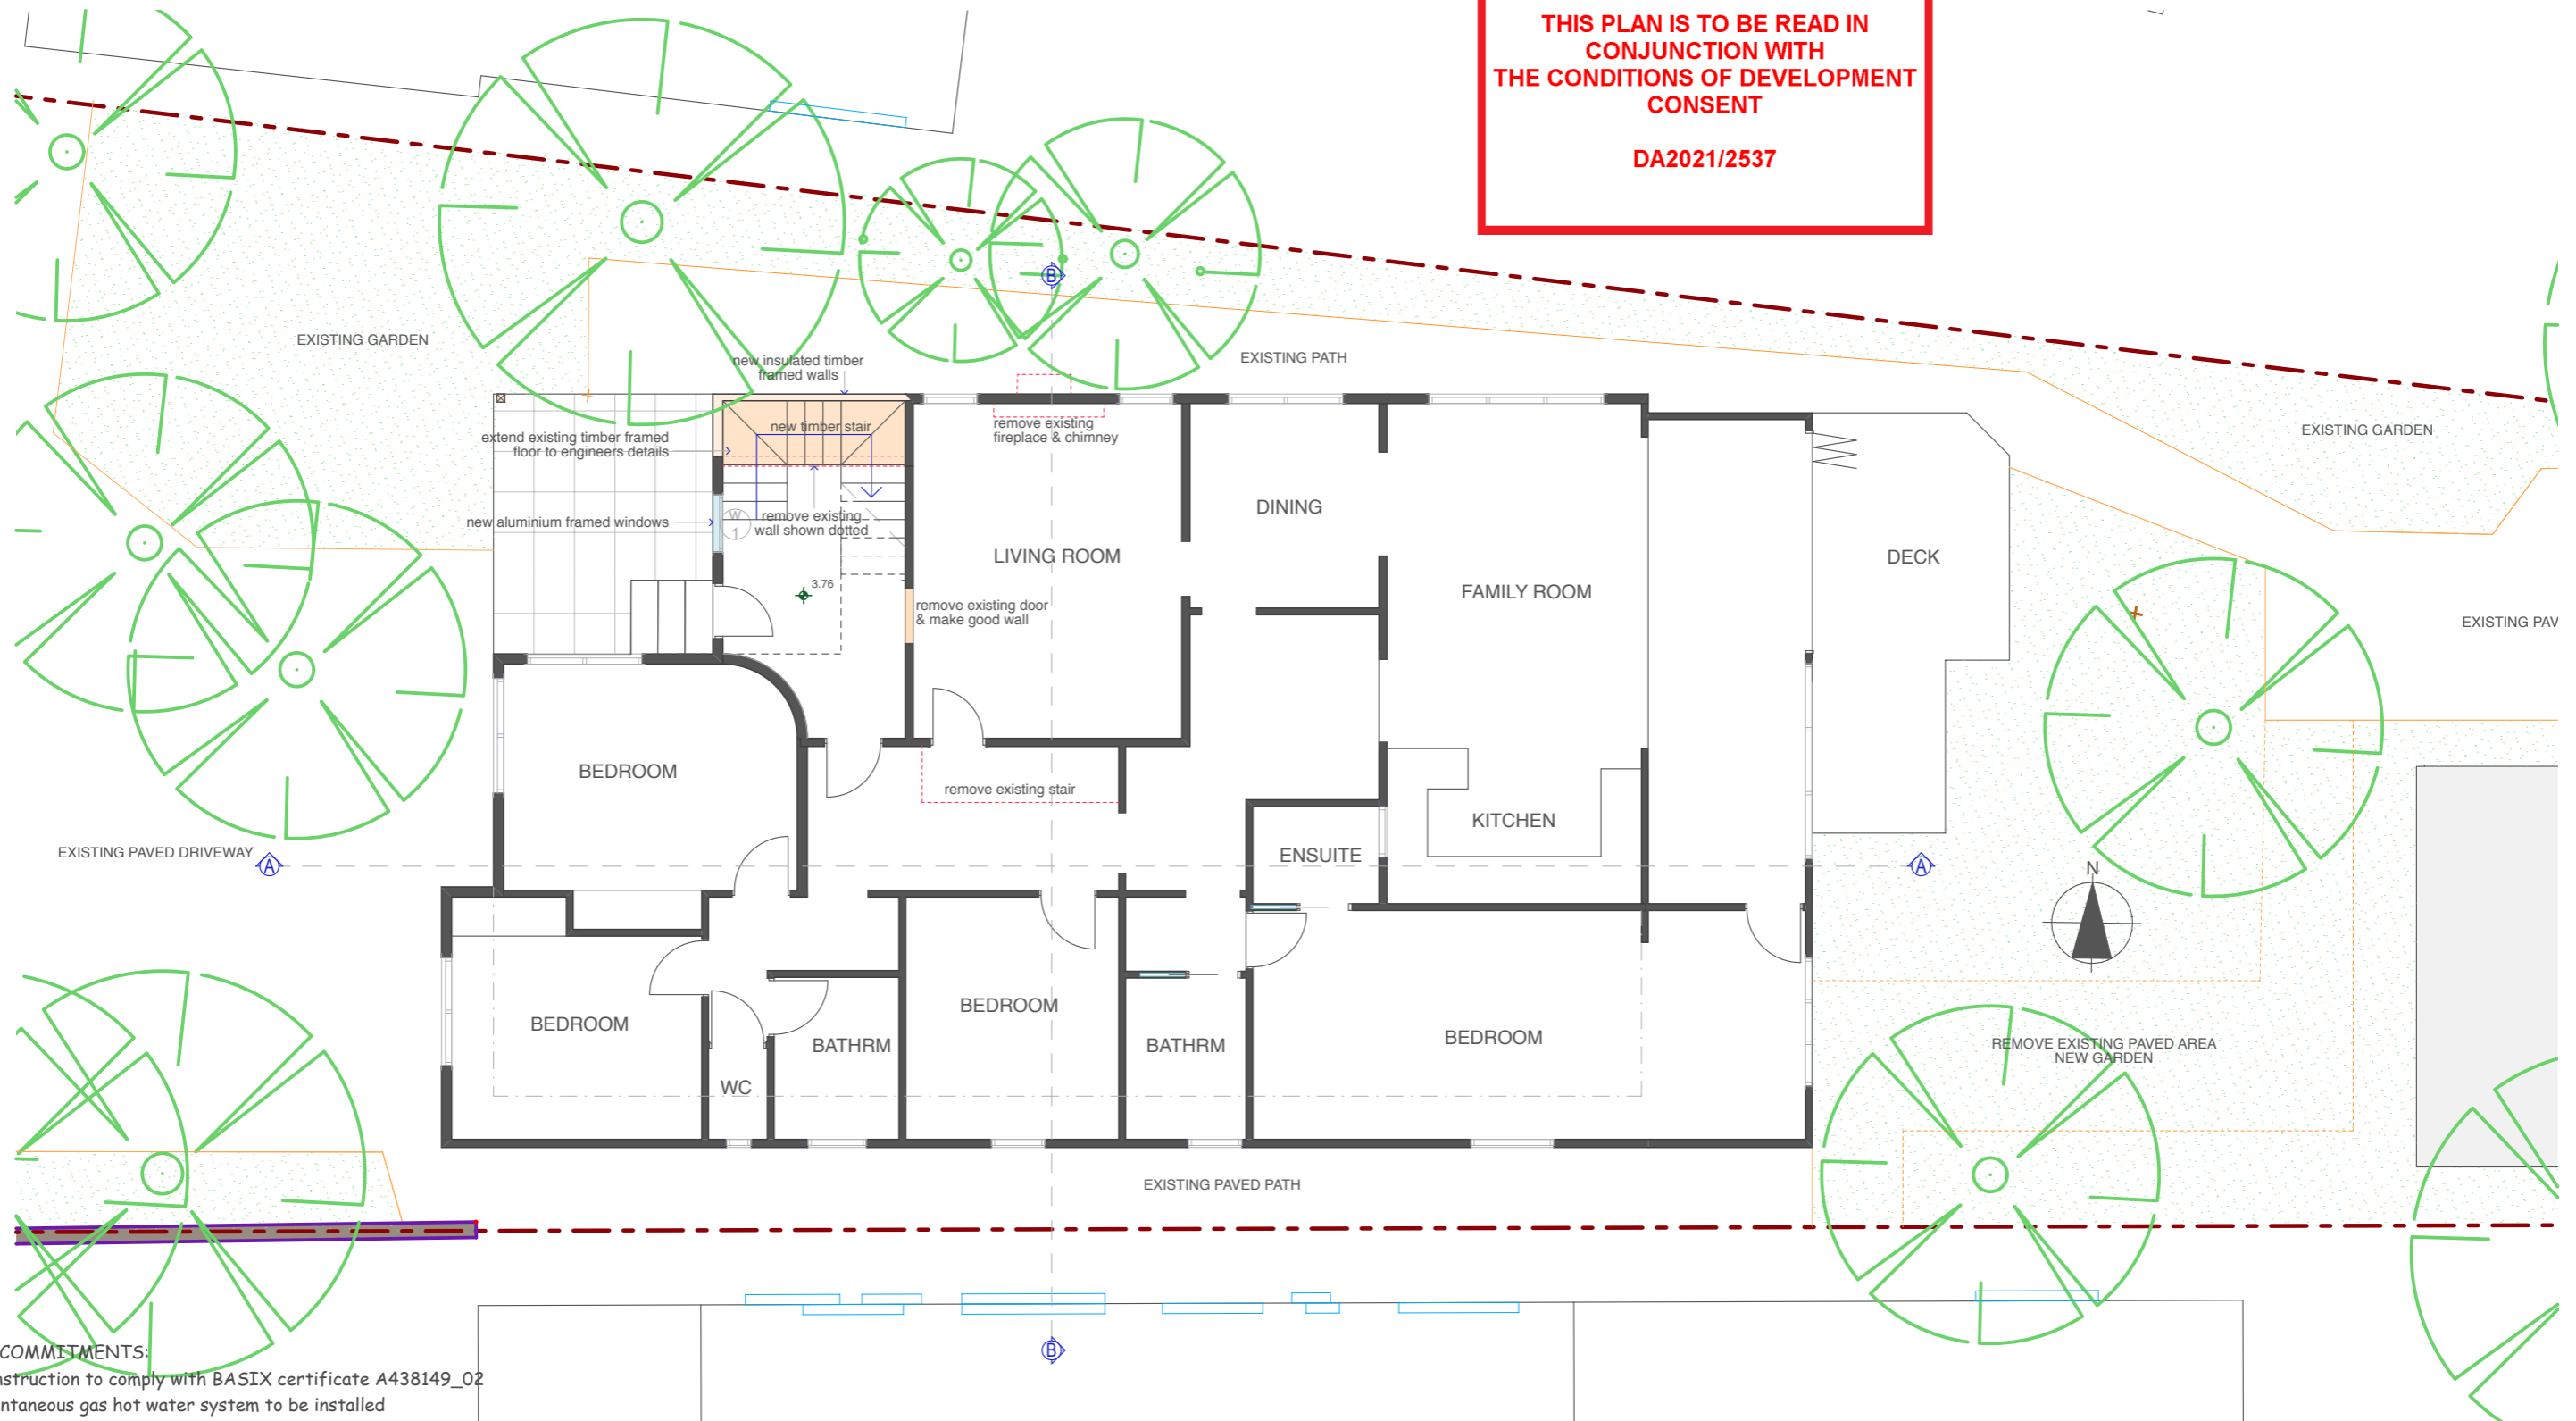 THIS PLAN IS TO BE READ IN
CONJUNCTION WITH
THE CONDITIONS OF DEVELOPMENT
CONSENT
DA2021/2537
EXISTING GARDEN
B
new insulated timber
framed walls
EXISTING PATH
new timber stair
extend existing timber framed
floor to engineers details
remove existing
fireplace & chimney
EXISTING GARDEN
new aluminium framed windows
W
1
remove existing
wall shown dotted
DINING
LIVING ROOM
DECK
3.76
FAMILY ROOM
remove existing door
& make good wall
EXISTING PAV
BEDROOM
remove existing stair
KITCHEN
EXISTING PAVED DRIVEWAY
A
ENSUITE
A
N
BEDROOM
WC
BATHRM
BEDROOM
BATHRM
BEDROOM
REMOVE EXISTING PAVED AREA
NEW GARDEN
EXISTING PAVED PATH
B
COMMITMENTS:
nstruction to comply with BASIX certificate A438149_02
ntaneous gas hot water system to be installed